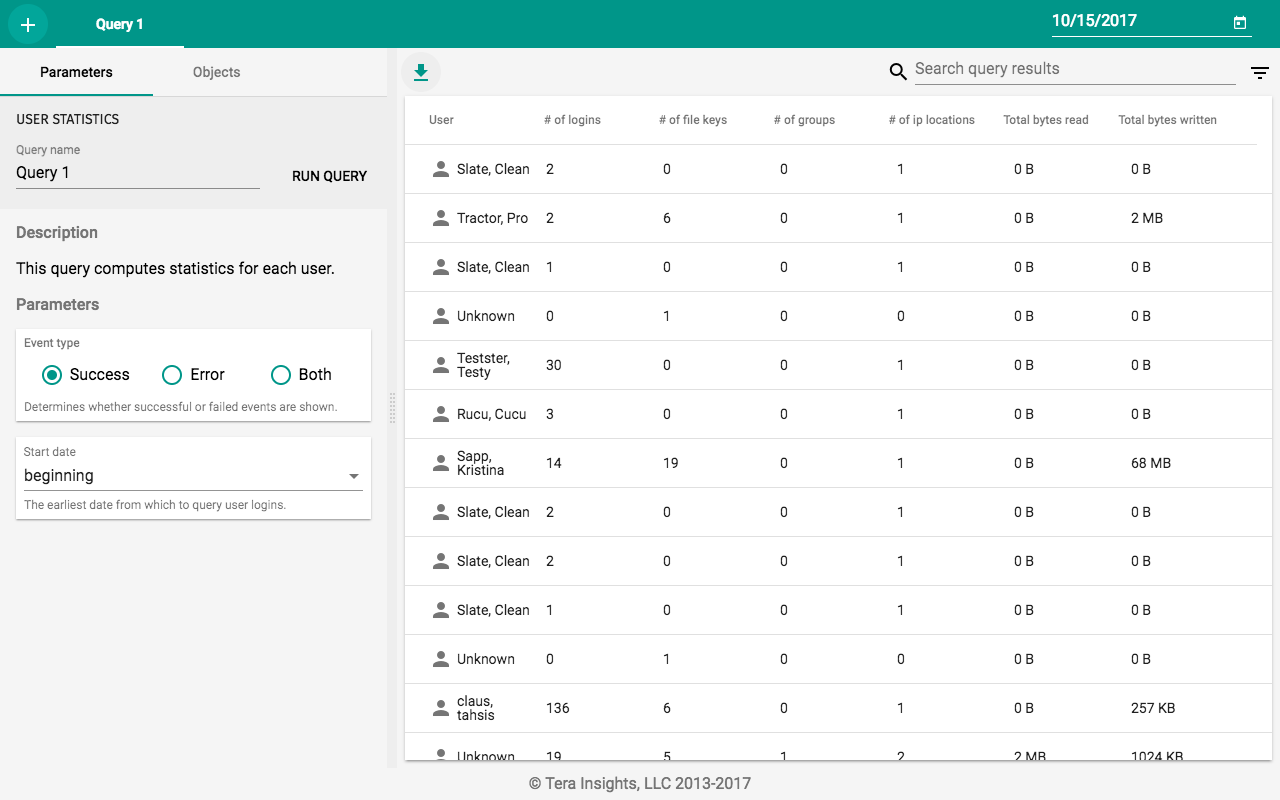 Query 1
10/15/2017
Parameters Objects
USER STATISTICS
Query name
Query 1
RUN QUERY
Description
This query computes statistics for each user.
Parameters
Event type
Success Error Both
Determines whether successful or failed events are shown.
Start date
beginning
The earliest date from which to query user logins.
Search query results
User # of logins # of file keys # of groups # of ip locations Total bytes read Total bytes written
Slate, Clean 2 0 0 1 0 B 0 B
Tractor, Pro 2 6 0 1 0 B 2 MB
Slate, Clean 1 0 0 1 0 B 0 B
Unknown 0 1 0 0 0 B 0 B
Testster,
Testy 30 0 0 1 0 B 0 B
Rucu, Cucu 3 0 0 1 0 B 0 B
Sapp,
Kristina 14 19 0 1 0 B 68 MB
Slate, Clean 2 0 0 1 0 B 0 B
Slate, Clean 2 0 0 1 0 B 0 B
Slate, Clean 1 0 0 1 0 B 0 B
Unknown 0 1 0 0 0 B 0 B
claus,
tahsis 136 6 0 1 0 B 257 KB
Unknown 19 5 1 2 2 MB 1024 KB
© Tera Insights, LLC 2013-2017